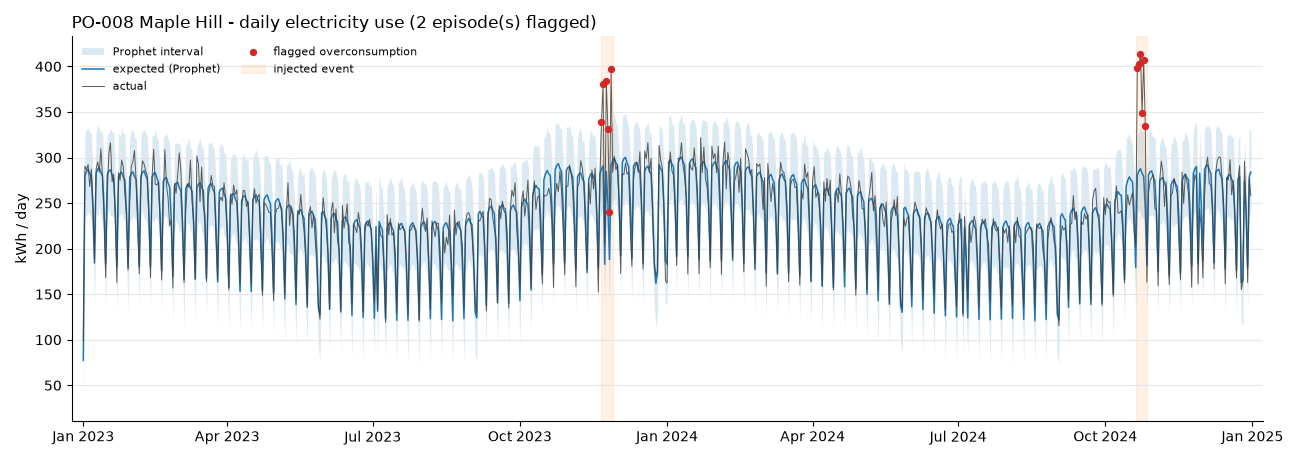 PO-008 Maple Hill - daily electricity use (2 episode(s) flagged)
Prophet interval
expected (Prophet)
actual
flagged overconsumption
injected event
kWh / day
400
350
300
250
200
150
100
50
Jan 2023
Apr 2023
Jul 2023
Oct 2023
Jan 2024
Apr 2024
Jul 2024
Oct 2024
Jan 2025